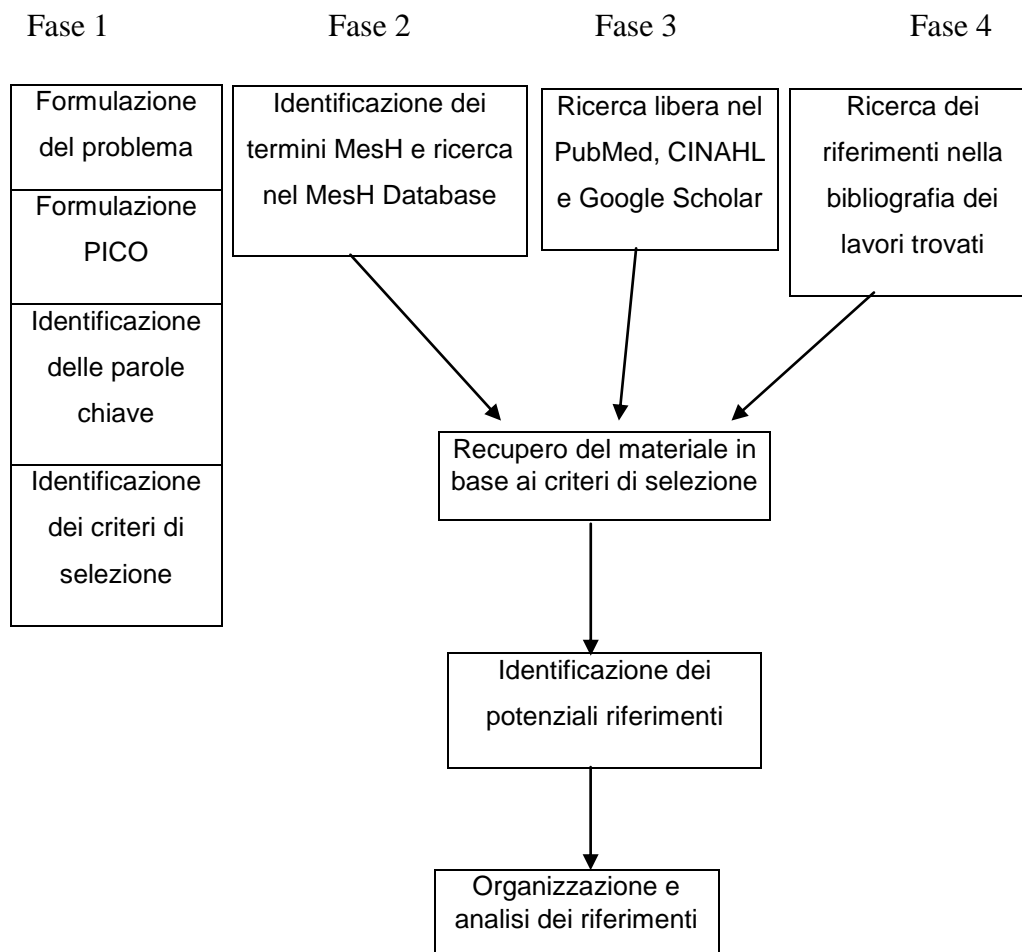 Fase 1 Fase 2 Fase 3 Fase 4
Formulazione
del problema
Formulazione
PICO
Identificazione
delle parole
chiave
Identificazione
dei criteri di
selezione
Identificazione dei
termini MesH e ricerca
nel MesH Database
Ricerca libera nel
PubMed, CINAHL
e Google Scholar
Ricerca dei
riferimenti nella
bibliografia dei
lavori trovati
Recupero del materiale in
base ai criteri di selezione
Identificazione dei
potenziali riferimenti
Organizzazione e
analisi dei riferimenti